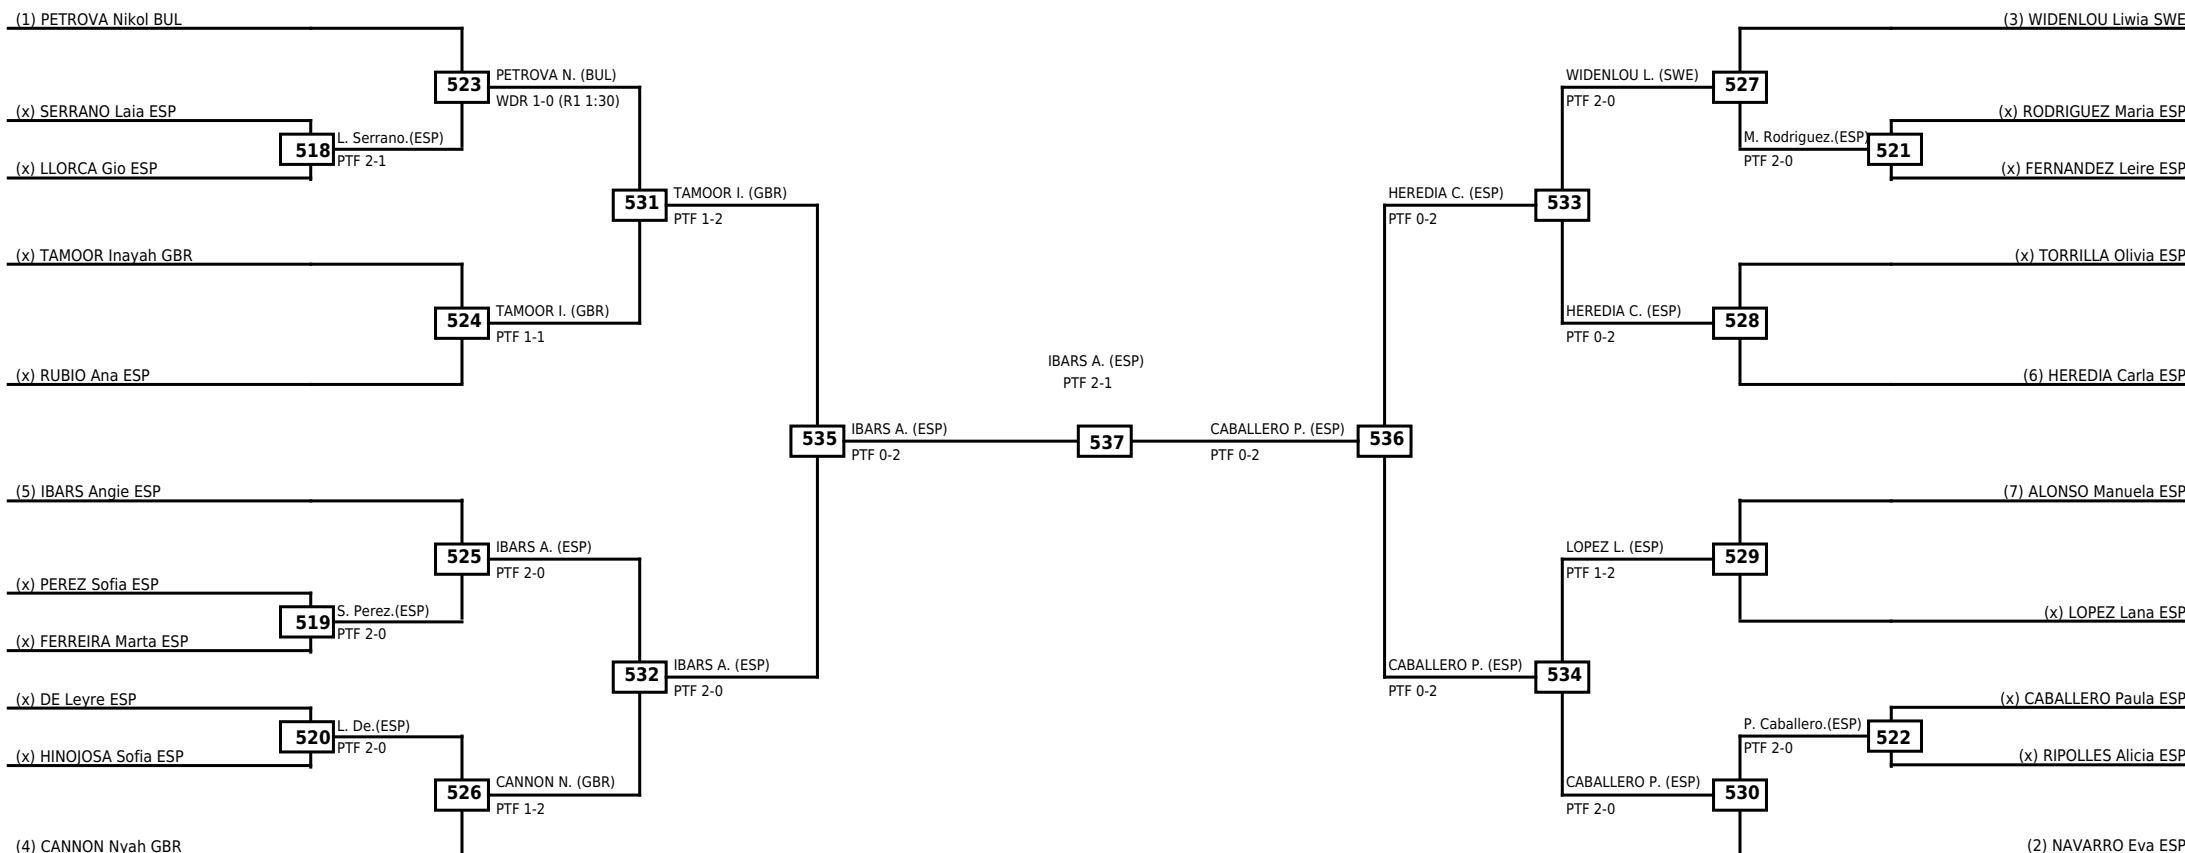 (1) PETROVA Nikol BUL
(3) WIDENLOU Liwia SWE
523
PETROVA N. (BUL)
WDR 1-0 (R1 1:30)
WIDENLOU L. (SWE)
PTF 2-0
527
(x) SERRANO Laia ESP
518
L. Serrano.(ESP)
PTF 2-1
(x) LLORCA Gio ESP
(x) RODRIGUEZ Maria ESP
M. Rodriguez.(ESP)
PTF 2-0
521
(x) FERNANDEZ Leire ESP
531
TAMOOR I. (GBR)
PTF 1-2
HEREDIA C. (ESP)
PTF 0-2
533
(x) TAMOOR Inayah GBR
(x) TORRILLA Olivia ESP
524
TAMOOR I. (GBR)
PTF 1-1
HEREDIA C. (ESP)
PTF 0-2
528
(x) RUBIO Ana ESP
(6) HEREDIA Carla ESP
IBARS A. (ESP)
PTF 2-1
535
IBARS A. (ESP)
PTF 0-2
537
CABALLERO P. (ESP)
PTF 0-2
536
(5) IBARS Angie ESP
(7) ALONSO Manuela ESP
525
IBARS A. (ESP)
PTF 2-0
LOPEZ L. (ESP)
PTF 1-2
529
(x) PEREZ Sofia ESP
519
S. Perez.(ESP)
PTF 2-0
(x) FERREIRA Marta ESP
(x) LOPEZ Lana ESP
532
IBARS A. (ESP)
PTF 2-0
CABALLERO P. (ESP)
PTF 0-2
534
(x) DE Leyre ESP
520
L. De.(ESP)
PTF 2-0
(x) HINOJOSA Sofia ESP
(x) CABALLERO Paula ESP
P. Caballero.(ESP)
PTF 2-0
522
(x) RIPOLLES Alicia ESP
526
CANNON N. (GBR)
PTF 1-2
CABALLERO P. (ESP)
PTF 2-0
530
(4) CANNON Nyah GBR
(2) NAVARRO Eva ESP